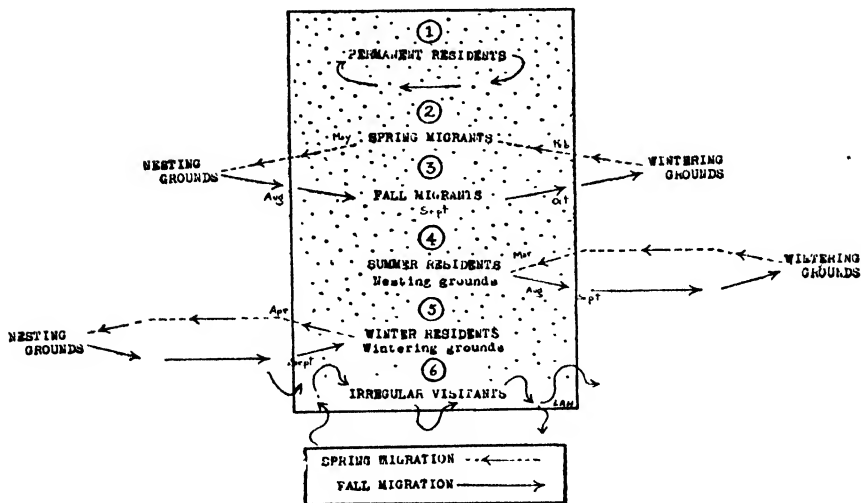 1
PERMANENT RESIDENTS
2
May
SPRING MIGRANTS
Feb
NESTING
GROUNDS
3
WINTERING
GROUNDS
Aug
FALL MIGRANTS
Sept
Oct
4
Mar
SUMMER RESIDENTS
Nesting grounds
Aug
Sept
WINTERING
GROUNDS
5
Apr
NESTING
GROUNDS
WINTER RESIDENTS
Wintering grounds
Sept
6
IRREGULAR VISITANTS
LAH
SPRING MIGRATION
FALL MIGRATION